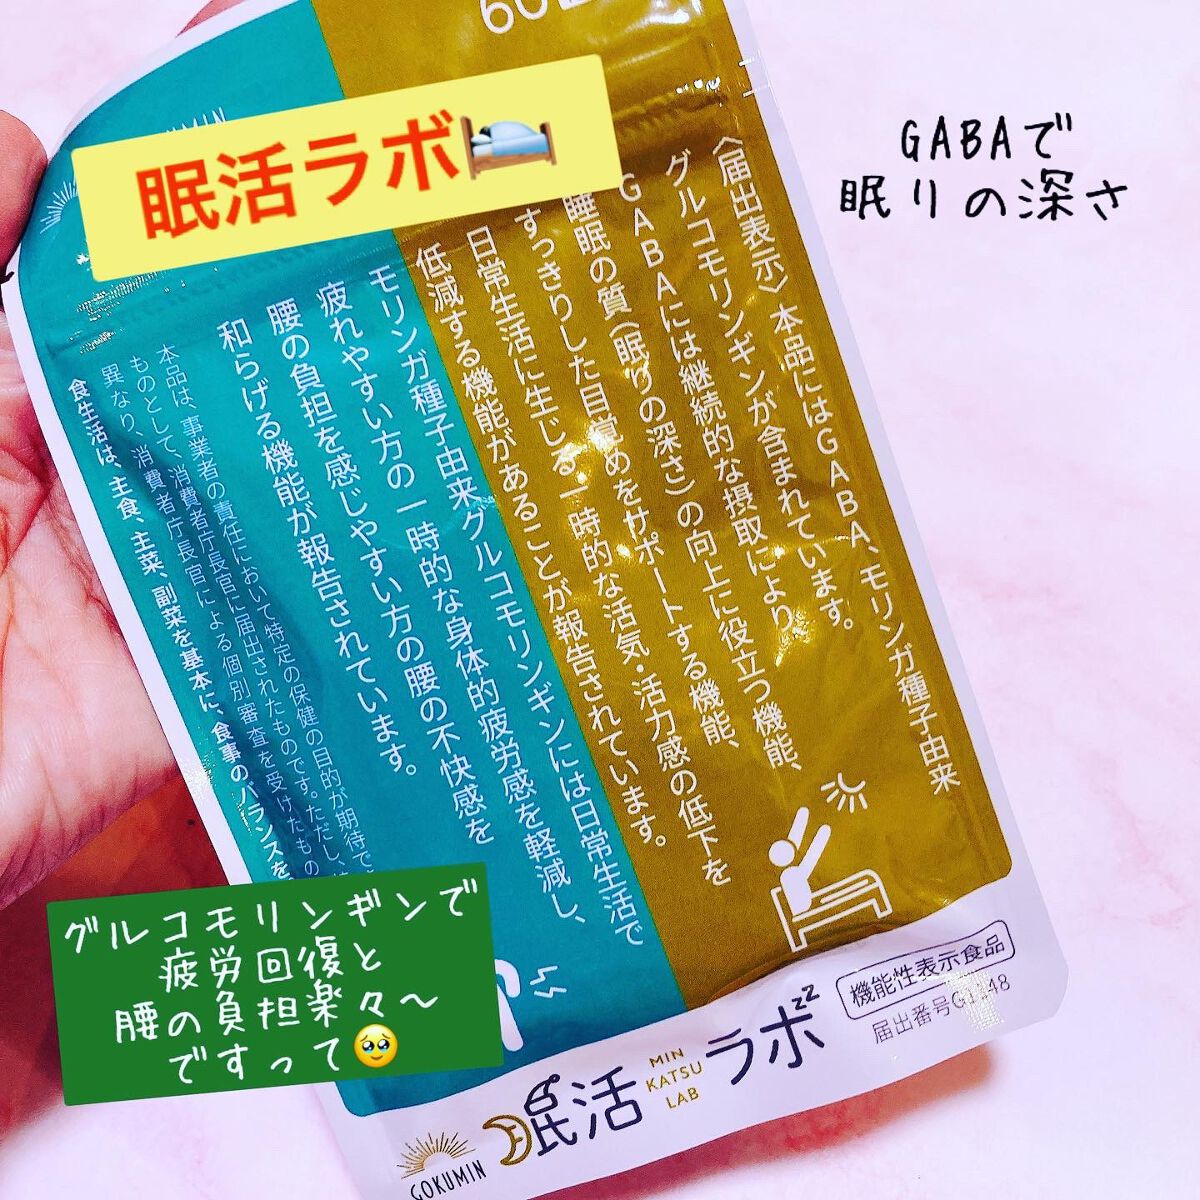 60
眠活ラボ
GABAで
眠りの深さ
〈届出表示〉本品にはGABA、モリンガ種子由来
グルコモリンギンが含まれています。
GABAには継続的な摂取により
睡眠の質(眠りの深さ)の向上に役立つ機能、
すっきりした目覚めをサポートする機能、
日常生活に生じる一時的な活気・活力感の低下を
低減する機能があることが報告されています。
モリンガ種子由来グルコモリンギンには日常生活で
疲れやすい方の一時的な身体的疲労感を軽減し、
腰の負担を感じやすい方の腰の不快感を
和らげる機能が報告されています。
本品は、事業者の責任において特定の保健の目的が期待で
ものとして、消費者庁長官に届出されたものです。ただし、
異なり、消費者庁長官による個別審査を受けたもの
食生活は、主食、主菜、副菜を基本に、食事のバランスを
グルコモリンギンで
疲労回復と
腰の負担楽々〜
ですって
機能性表示食品
届出番号G1148
眠活
MIN
KATSU
LAB
ラボzz
GOKUMIN